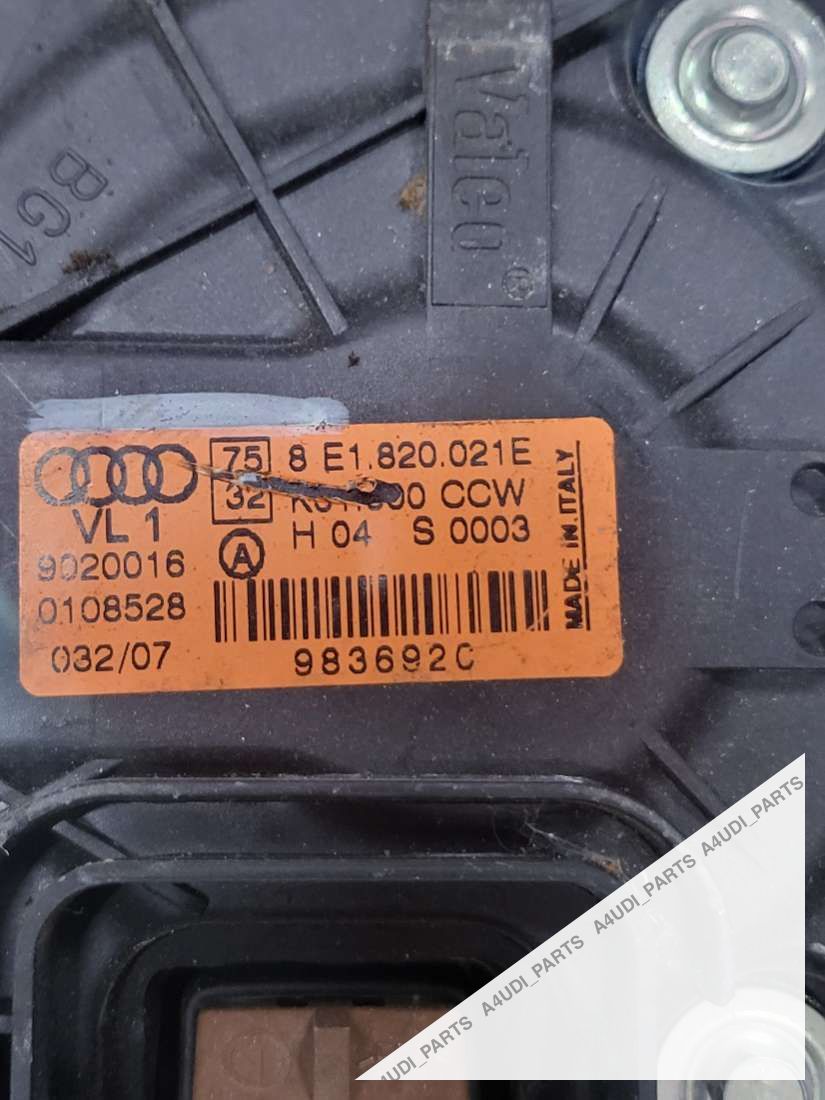 Valeo ®
BG1
75 8 E1.820.021E
32 CCW
VL 1 H 04 S 0003
9020016 A
0108528
032/07 983692C
MADE IN ITALY
A4UDI_PARTS A4UDI_PARTS A4UDI_PARTS A4UDI_PARTS